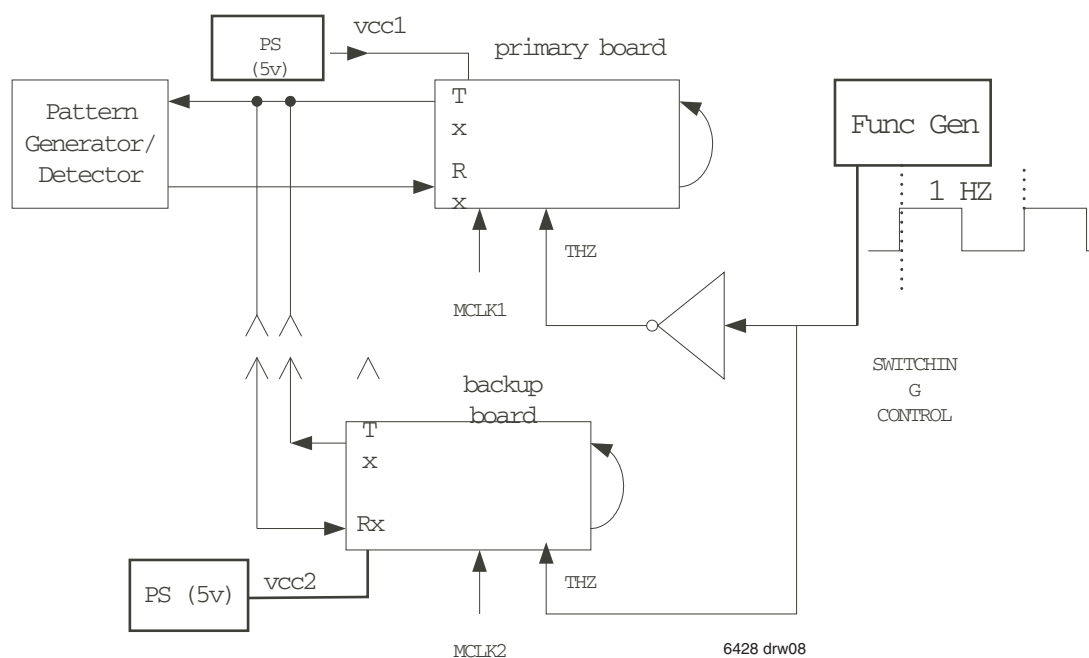 vcc1
PS
(5v)
primary board
Pattern
Generator/
Detector
T
x
R
x
Func Gen
1 HZ
THZ
MCLK1
SWITCHIN
G
CONTROL
backup
board
T
x
Rx
PS (5v)
vcc2
THZ
MCLK2
6428 drw08